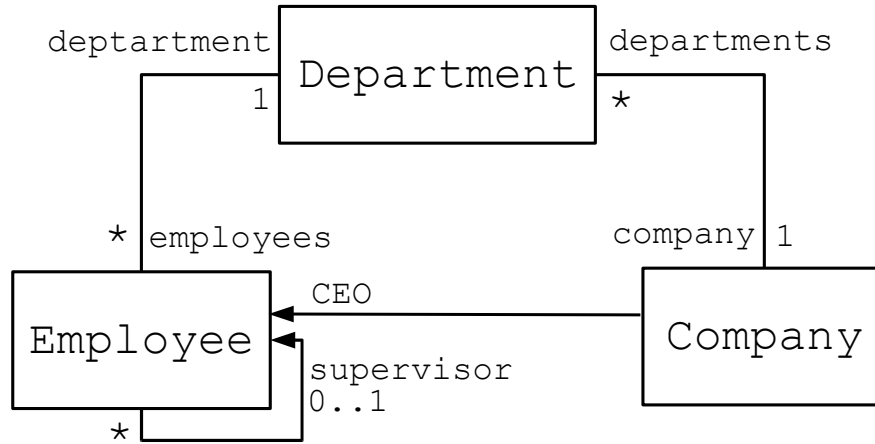 deptartment
departments
Department
1
*
* employees
company 1
Employee
CEO
Company
supervisor
0..1
*